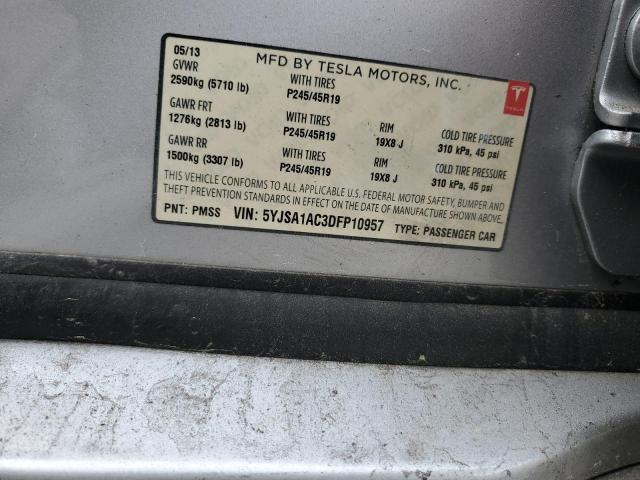 05/13 MFD BY TESLA MOTORS, INC.
GVWR WITH TIRES
2590kg (5710 lb) P245/45R19
TESLA
GAWR FRT WITH TIRES RIM COLD TIRE PRESSURE
1276kg (2813 lb) P245/45R19 19X8 J 310 kPa, 45 psi
GAWR RR WITH TIRES RIM COLD TIRE PRESSURE
1500kg (3307 lb) P245/45R19 19X8 J 310 kPa, 45 psi
THIS VEHICLE CONFORMS TO ALL APPLICABLE U.S. FEDERAL MOTOR SAFETY, BUMPER AND
THEFT PREVENTION STANDARDS IN EFFECT ON THE DATE OF MANUFACTURE SHOWN ABOVE.
PNT: PMSS VIN: 5YJSA1AC3DFP10957 TYPE: PASSENGER CAR